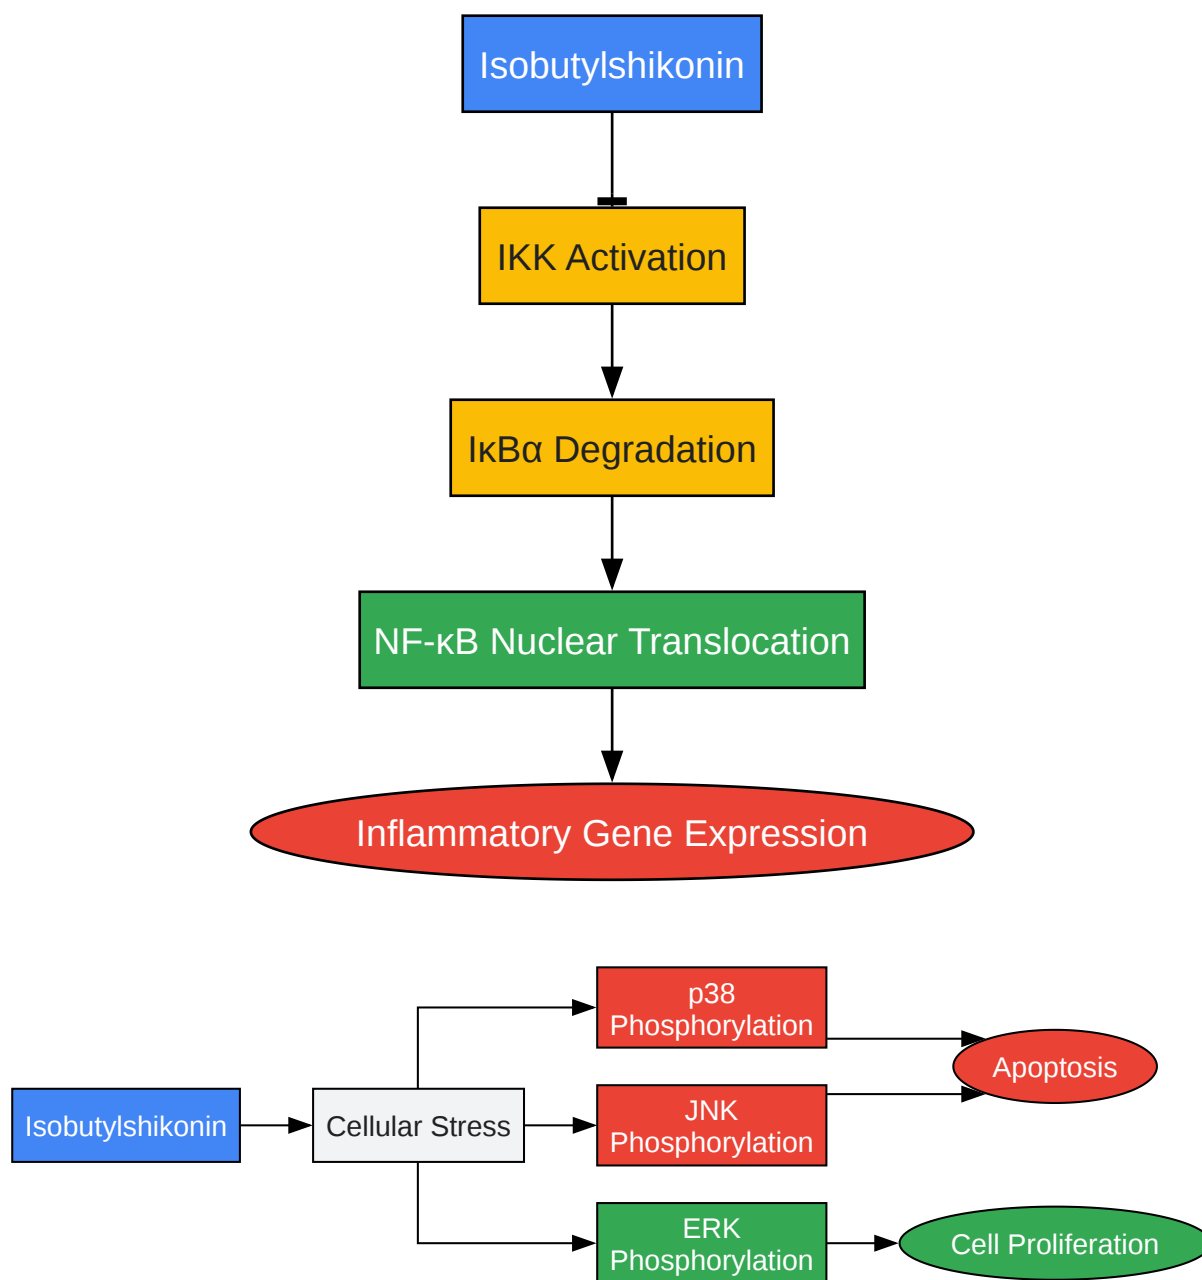 Isobutylshikonin
IKK Activation
IκBα Degradation
NF-κB Nuclear Translocation
Inflammatory Gene Expression
Isobutylshikonin
Cellular Stress
p38
Phosphorylation
JNK
Phosphorylation
ERK
Phosphorylation
Apoptosis
Cell Proliferation